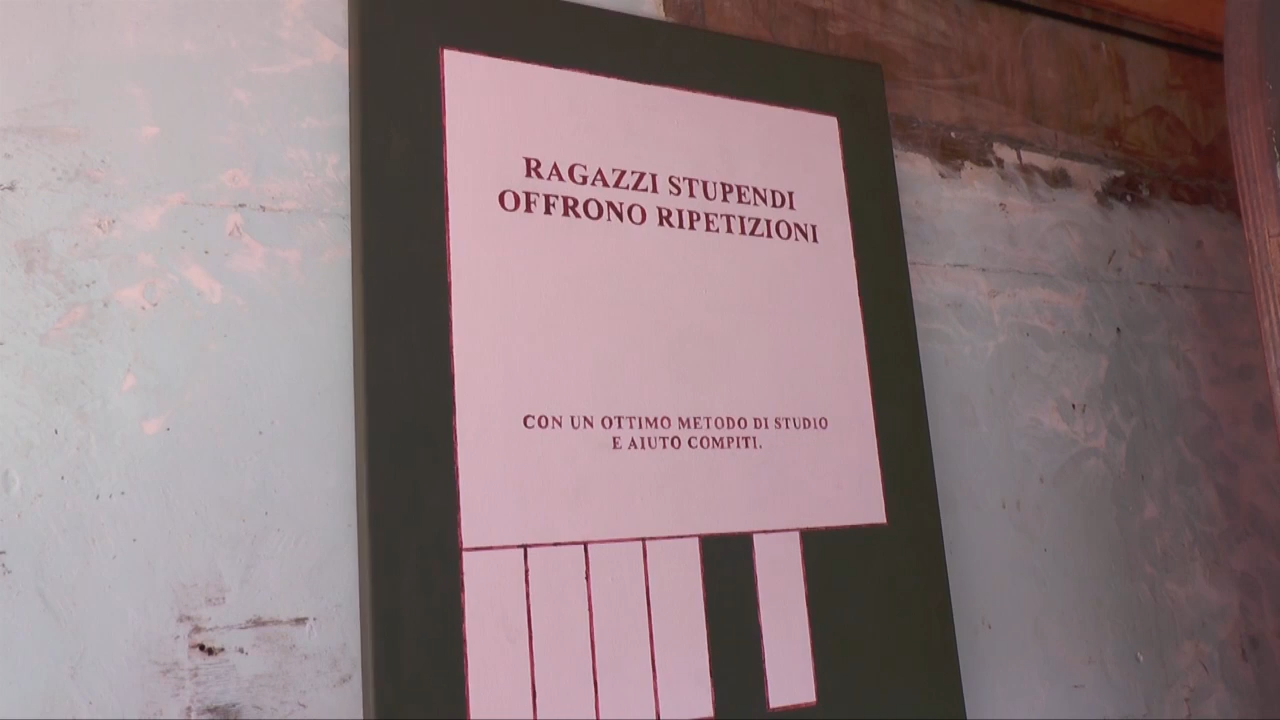 RAGAZZI STUPENDI
OFFRONO RIPETIZIONI
CON UN OTTIMO METODO DI STUDIO
E AIUTO COMPITI.